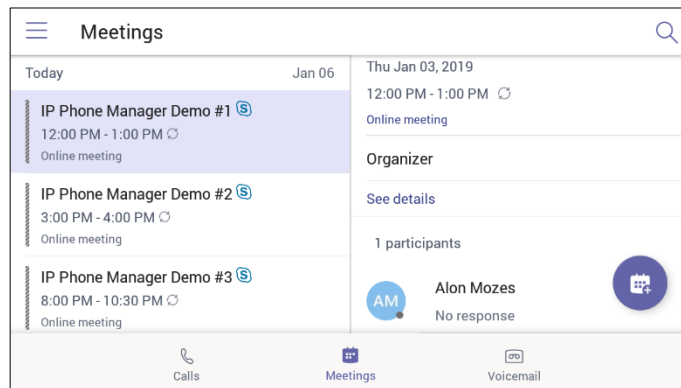 Meetings
Today Jan 06
IP Phone Manager Demo #1
12:00 PM - 1:00 PM
Online meeting
IP Phone Manager Demo #2
3:00 PM - 4:00 PM
Online meeting
IP Phone Manager Demo #3
8:00 PM - 10:30 PM
Online meeting
Thu Jan 03, 2019
12:00 PM - 1:00 PM
Online meeting
Organizer
See details
1 participants
AM
Alon Mozes
No response
Calls
Meetings
Voicemail